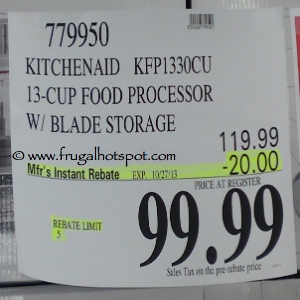 779950
KITCHENAID KFP1330CU
13-CUP FOOD PROCESSOR
W/ BLADE STORAGE
119.99
© www.frugalhotspot.com
Mfr's Instant Rebate EXP. 10/27/13 -20.00
PRICE AT REGISTER
REBATE LIMIT
5
99.99
Sales Tax on the pre-rebate price